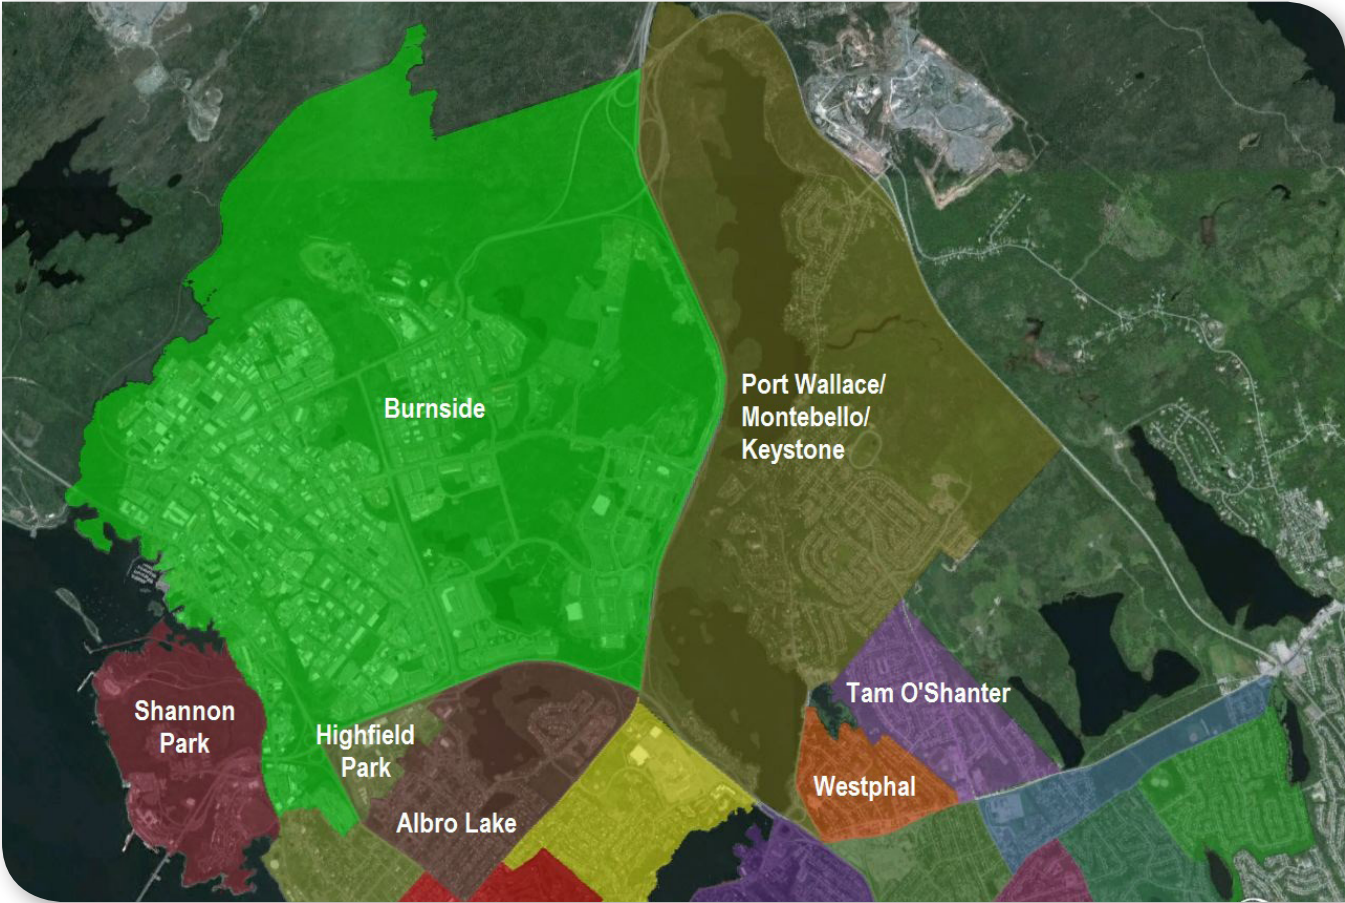 Burnside
Port Wallace/
Montebello/
Keystone
Tam O'Shanter
Shannon
Park
Highfield
Park
Westphal
Albro Lake